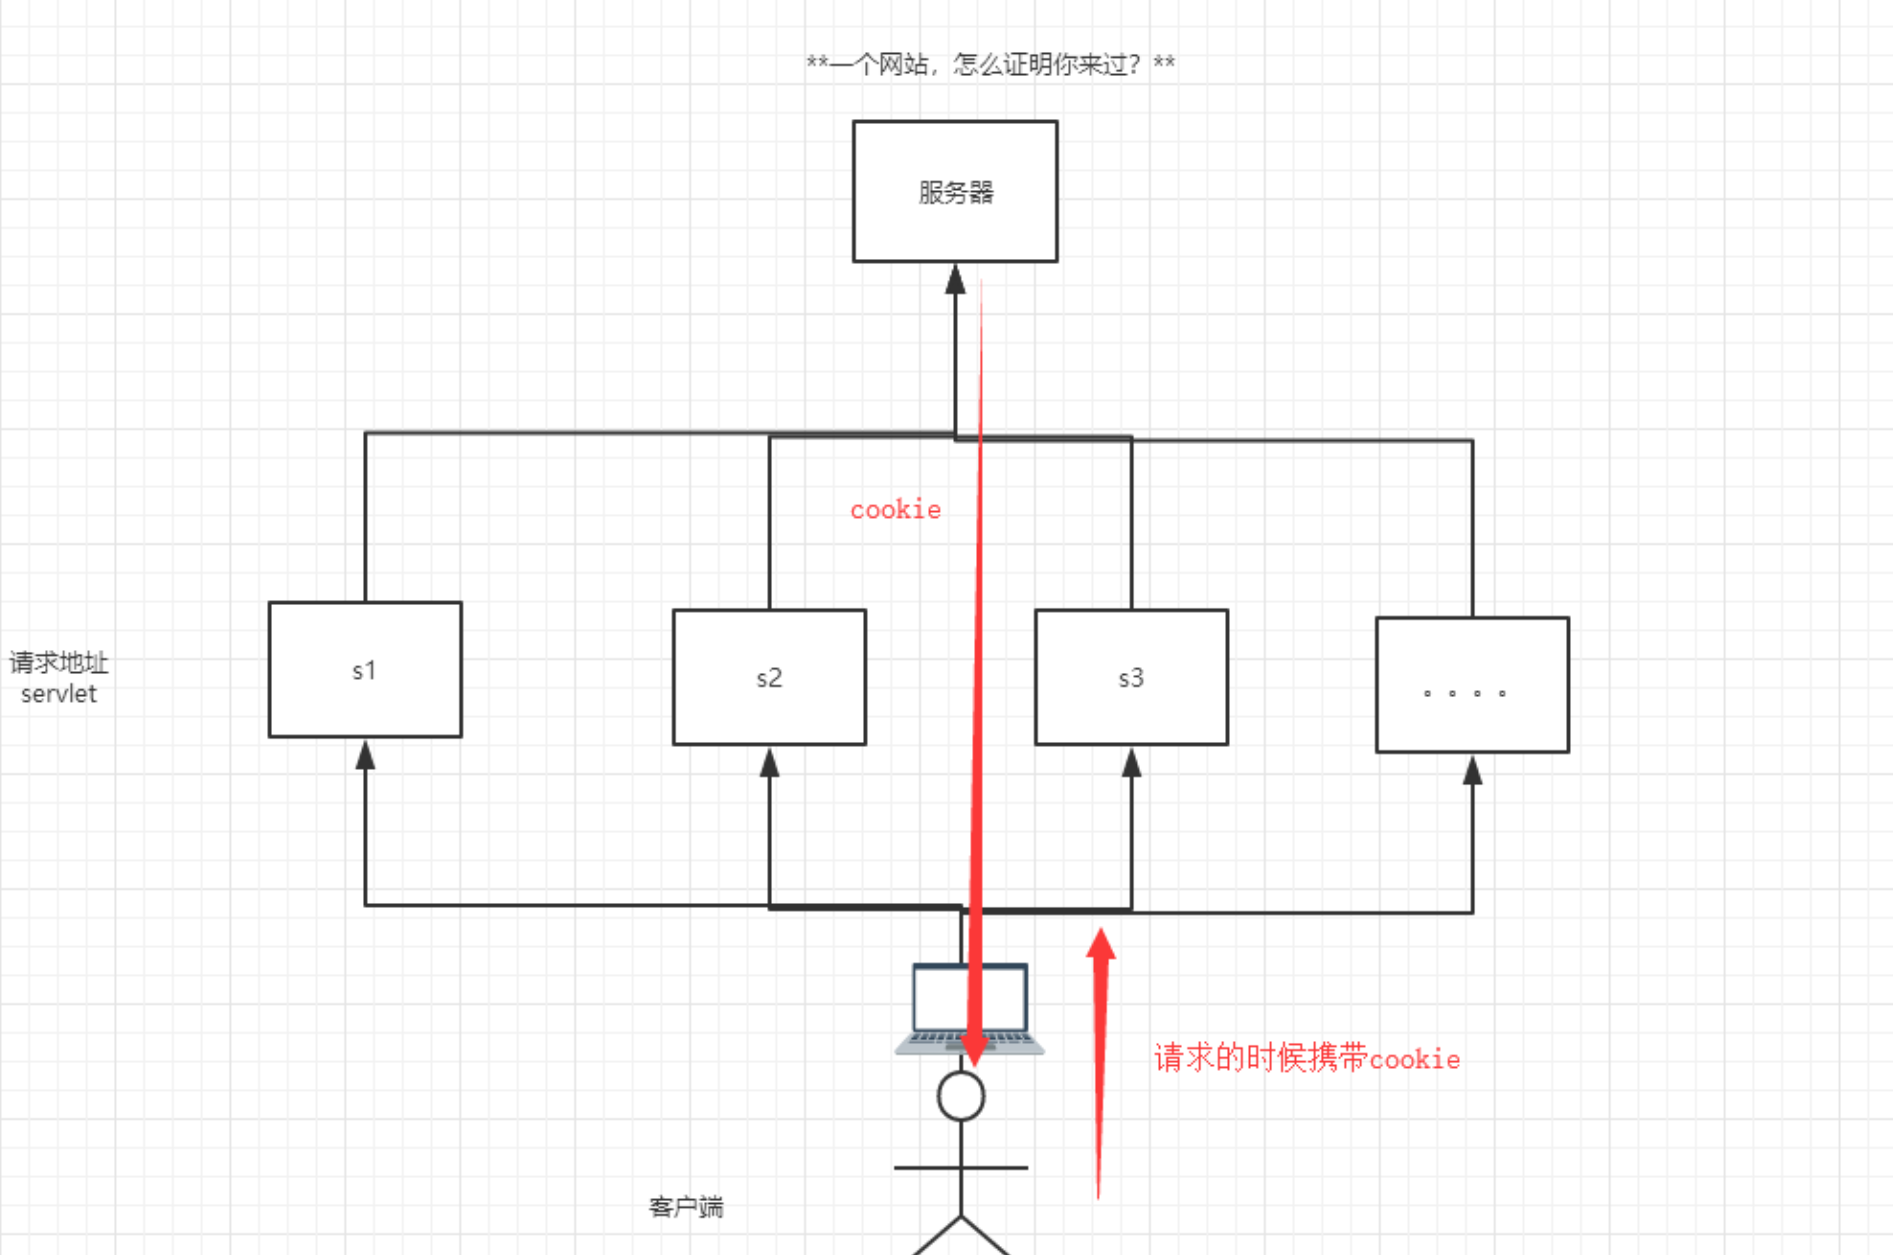 **一个网站，怎么证明你来过？**
服务器
cookie
s1
s2
s3
。。。。
请求地址
servlet
请求的时候携带cookie
客户端